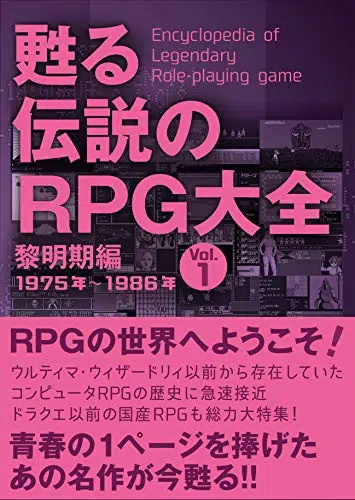 甦る
伝説の
RPG大全
Encyclopedia of
Legendary
Role-playing game
黎明期編
1975年~1986年
Vol.
1
RPGの世界へようこそ!
ウルティマ・ウィザードリィ以前から存在していた
コンピュータRPGの歴史に急速接近
ドラクエ以前の国産RPGも総力大特集!
青春の1ページを捧げた
あの名作が今甦る!!